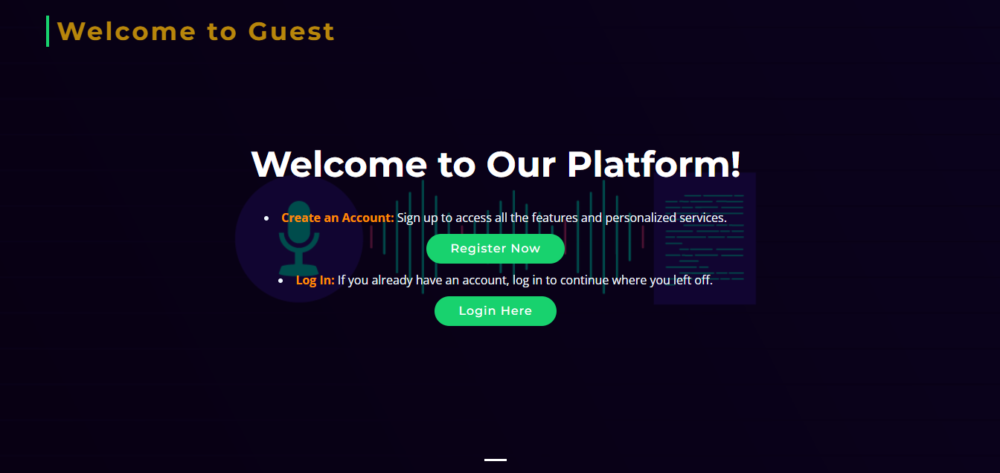 Welcome to Guest
Welcome to Our Platform!
• Create an Account: Sign up to access all the features and personalized services.
Register Now
• Log In: If you already have an account, log in to continue where you left off.
Login Here